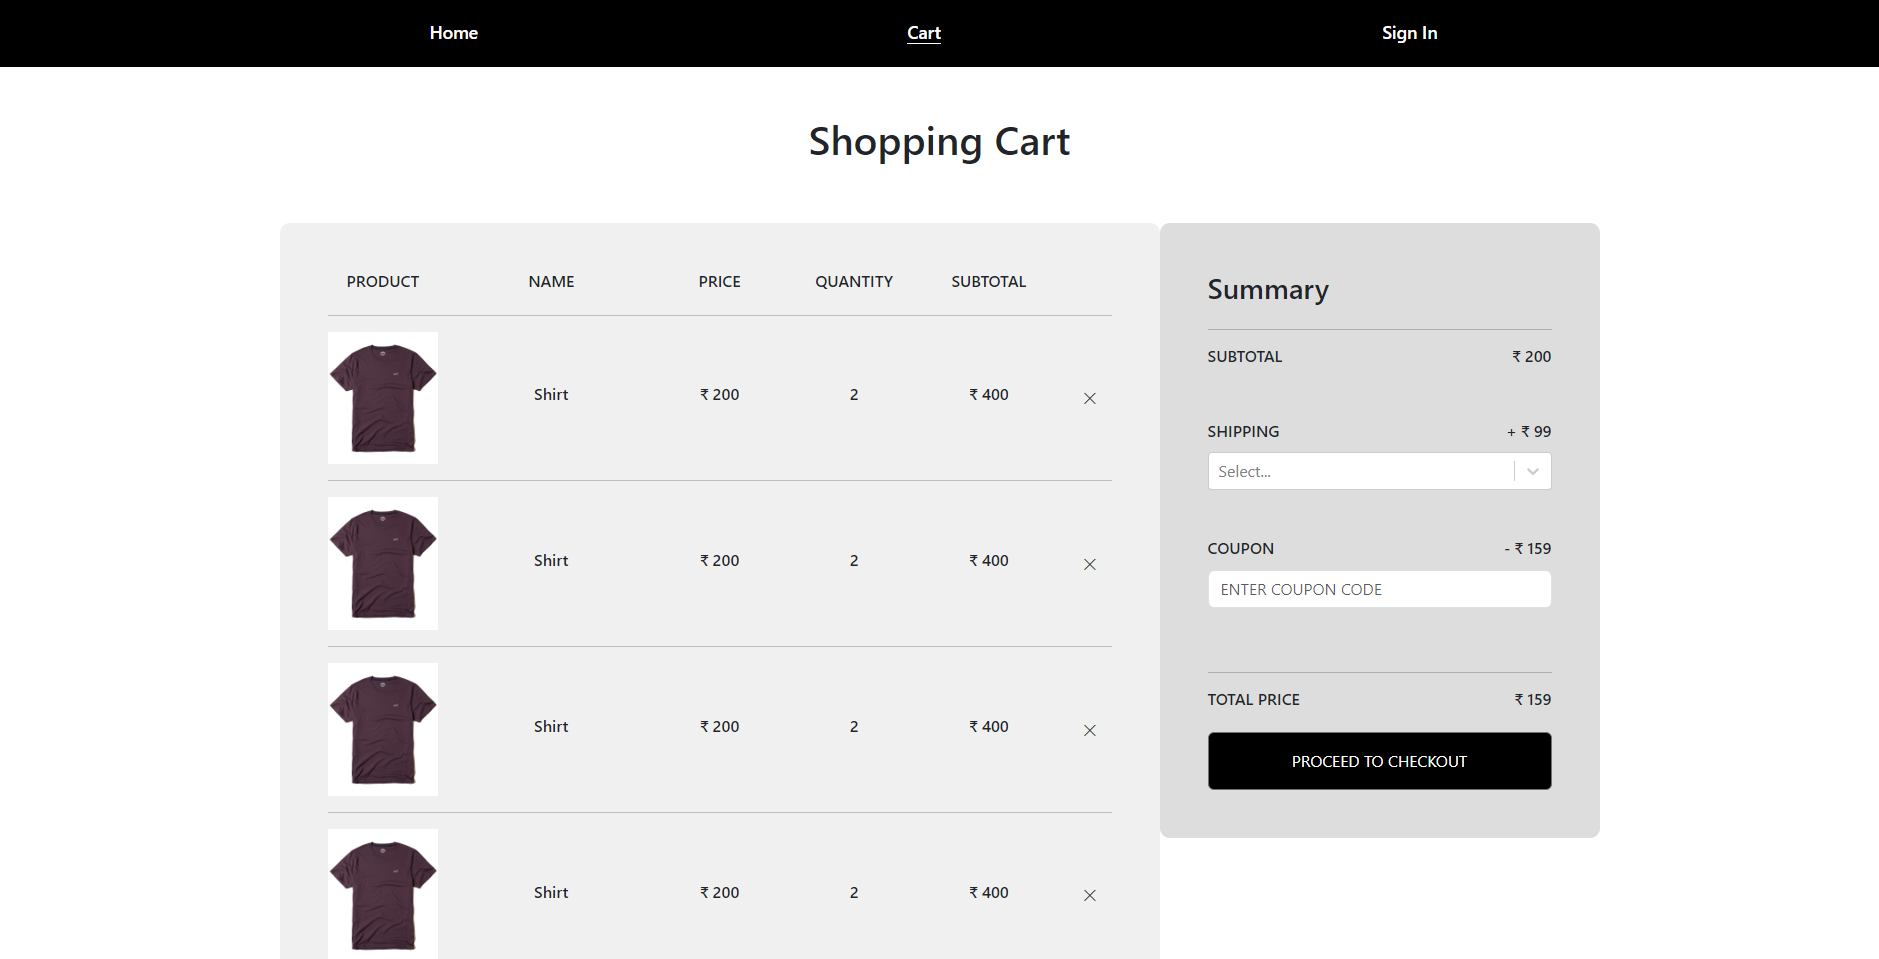 Home Cart Sign In
Shopping Cart
PRODUCT NAME PRICE QUANTITY SUBTOTAL
Shirt ₹ 200 2 ₹ 400
Shirt ₹ 200 2 ₹ 400
Shirt ₹ 200 2 ₹ 400
Shirt ₹ 200 2 ₹ 400
Summary
SUBTOTAL ₹ 200
SHIPPING + ₹ 99
Select...
COUPON - ₹ 159
ENTER COUPON CODE
TOTAL PRICE ₹ 159
PROCEED TO CHECKOUT